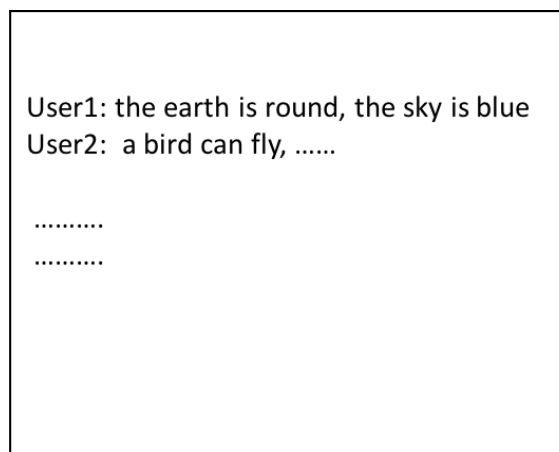 User1: the earth is round, the sky is blue
User2:  a bird can fly, ......
..........
..........